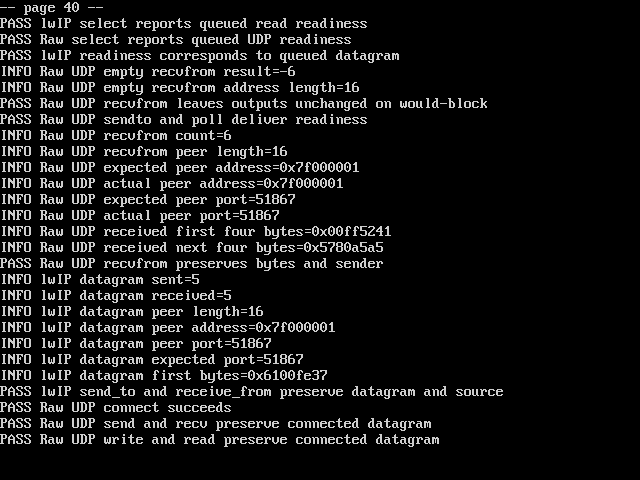 -- page 40 --
PASS lwIP select reports queued read readiness
PASS Raw select reports queued UDP readiness
PASS lwIP readiness corresponds to queued datagram
INFO Raw UDP empty recvfrom result=-6
INFO Raw UDP empty recvfrom address length=16
PASS Raw UDP recvfrom leaves outputs unchanged on would-block
PASS Raw UDP sendto and poll deliver readiness
INFO Raw UDP recvfrom count=6
INFO Raw UDP recvfrom peer length=16
INFO Raw UDP expected peer address=0x7f000001
INFO Raw UDP actual peer address=0x7f000001
INFO Raw UDP expected peer port=51867
INFO Raw UDP actual peer port=51867
INFO Raw UDP received first four bytes=0x00ff5241
INFO Raw UDP received next four bytes=0x5780a5a5
PASS Raw UDP recvfrom preserves bytes and sender
INFO lwIP datagram sent=5
INFO lwIP datagram received=5
INFO lwIP datagram peer length=16
INFO lwIP datagram peer address=0x7f000001
INFO lwIP datagram peer port=51867
INFO lwIP datagram expected port=51867
INFO lwIP datagram first bytes=0x6100fe37
PASS lwIP send_to and receive_from preserve datagram and source
PASS Raw UDP connect succeeds
PASS Raw UDP send and recv preserve connected datagram
PASS Raw UDP write and read preserve connected datagram